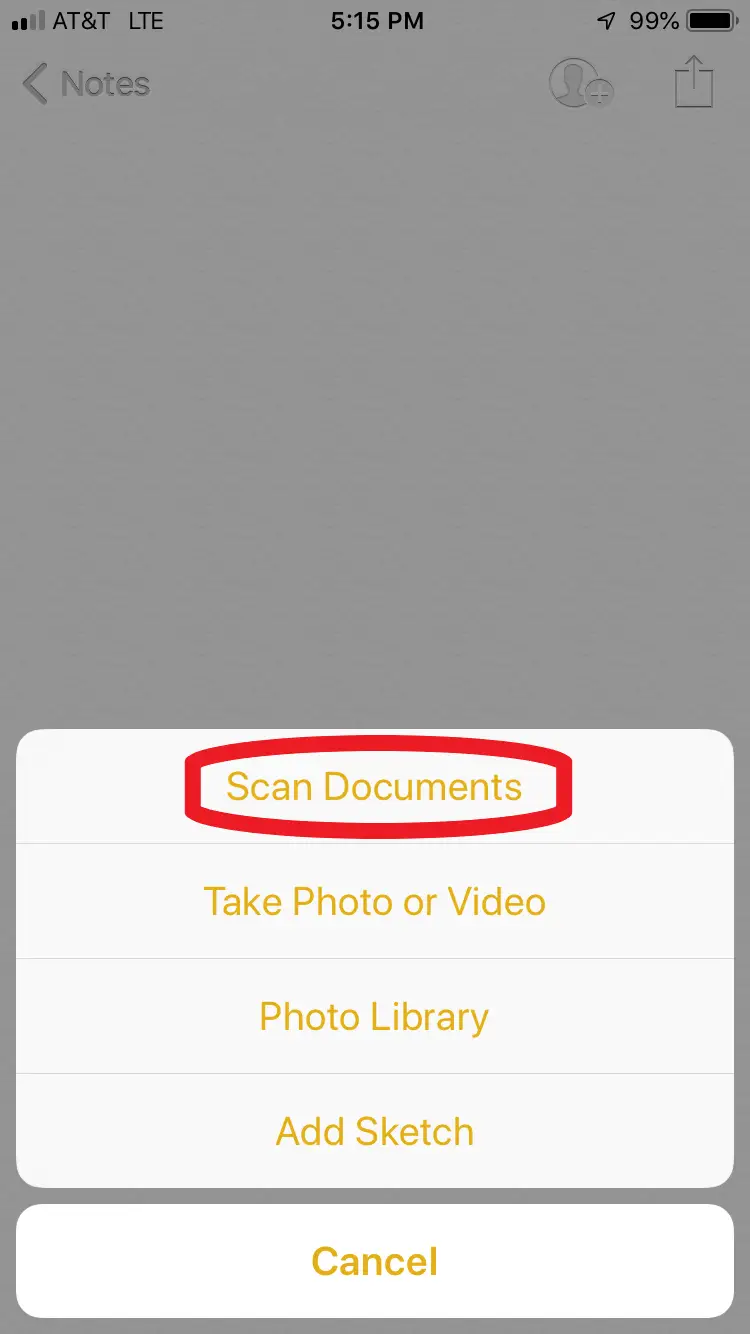 AT&T LTE 5:15 PM 99%
Notes
Scan Documents
Take Photo or Video
Photo Library
Add Sketch
Cancel